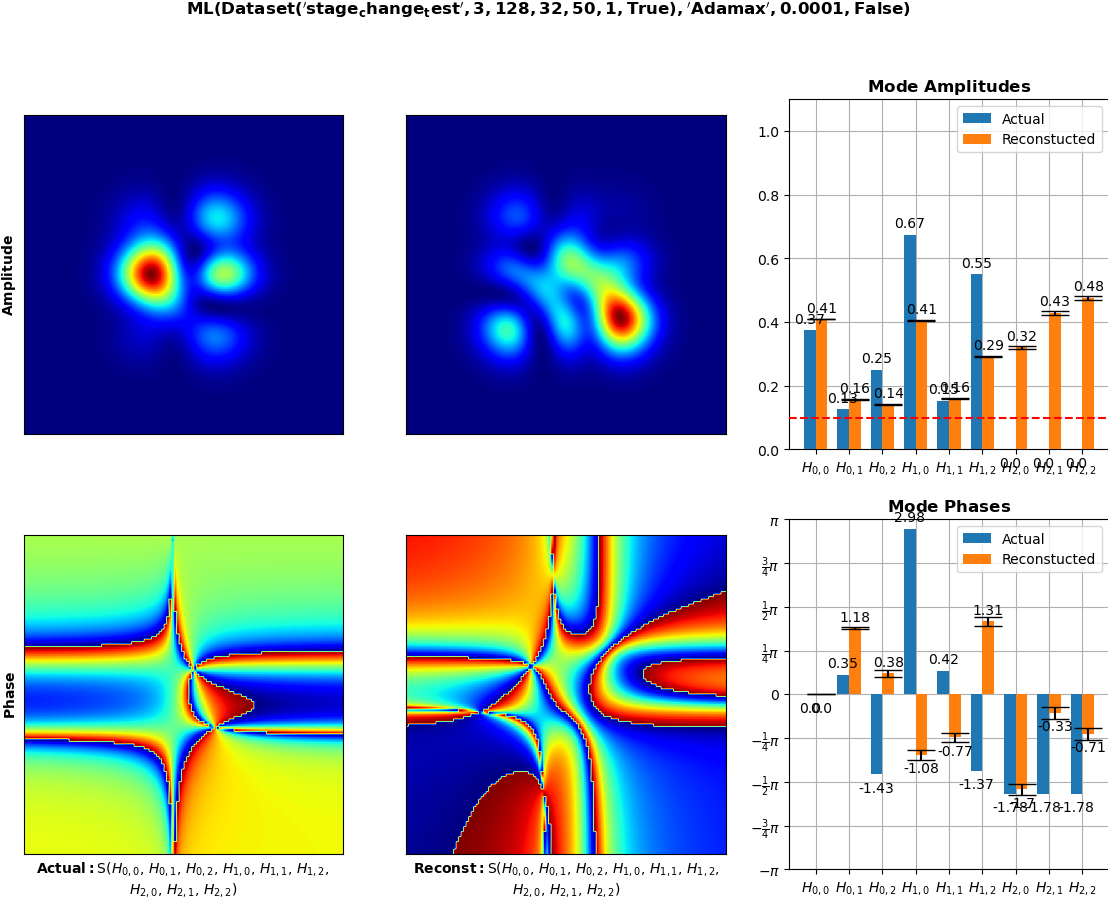 ML(Dataset('stage_change_test', 3, 128, 32, 50, 1, True), 'Adamax', 0.0001, False)
Amplitude
Mode Amplitudes
Actual
Reconstucted
1.0
0.8
0.6
0.4
0.2
0.0
0.37
0.13
0.25
0.67
0.15
0.55
0.0
0.0
0.0
0.41
0.16
0.14
0.41
0.16
0.29
0.32
0.43
0.48
H0,0 H0,1 H0,2 H1,0 H1,1 H1,2 H2,0 H2,1 H2,2
Phase
Actual:S(H0,0, H0,1, H0,2, H1,0, H1,1, H1,2,
H2,0, H2,1, H2,2)
Reconst:S(H0,0, H0,1, H0,2, H1,0, H1,1, H1,2,
H2,0, H2,1, H2,2)
Mode Phases
Actual
Reconstucted
π
3/4π
1/2π
1/4π
0
−1/4π
−1/2π
−3/4π
−π
0.0
0.35
-1.43
2.98
0.42
-1.37
-1.78
-1.78
-1.78
0.0
1.18
0.38
-1.08
-0.77
1.31
-1.7
-0.33
-0.71
H0,0 H0,1 H0,2 H1,0 H1,1 H1,2 H2,0 H2,1 H2,2